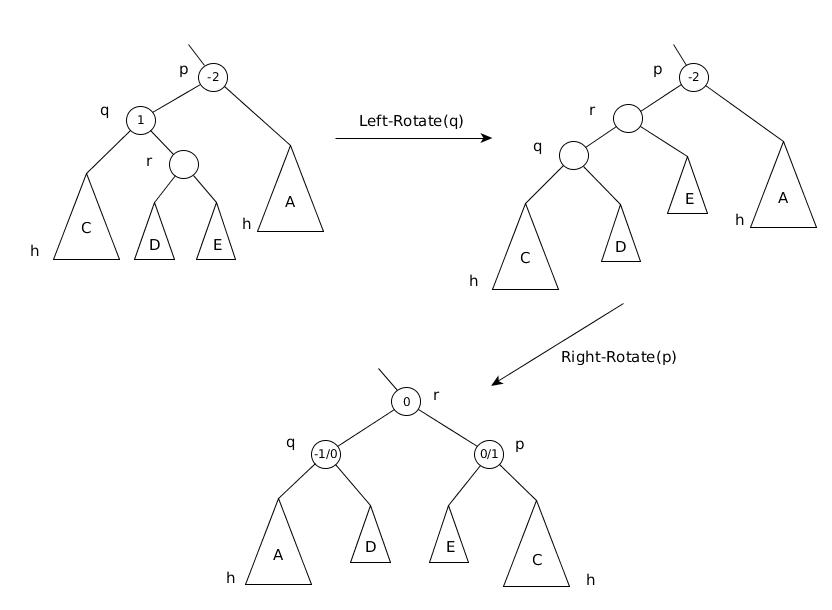 p
-2
q
1
r
C
D
E
A
h
h
Left-Rotate(q)
p
-2
r
q
E
A
h
D
C
h
Right-Rotate(p)
0
r
q
-1/0
0/1
p
A
D
E
C
h
h